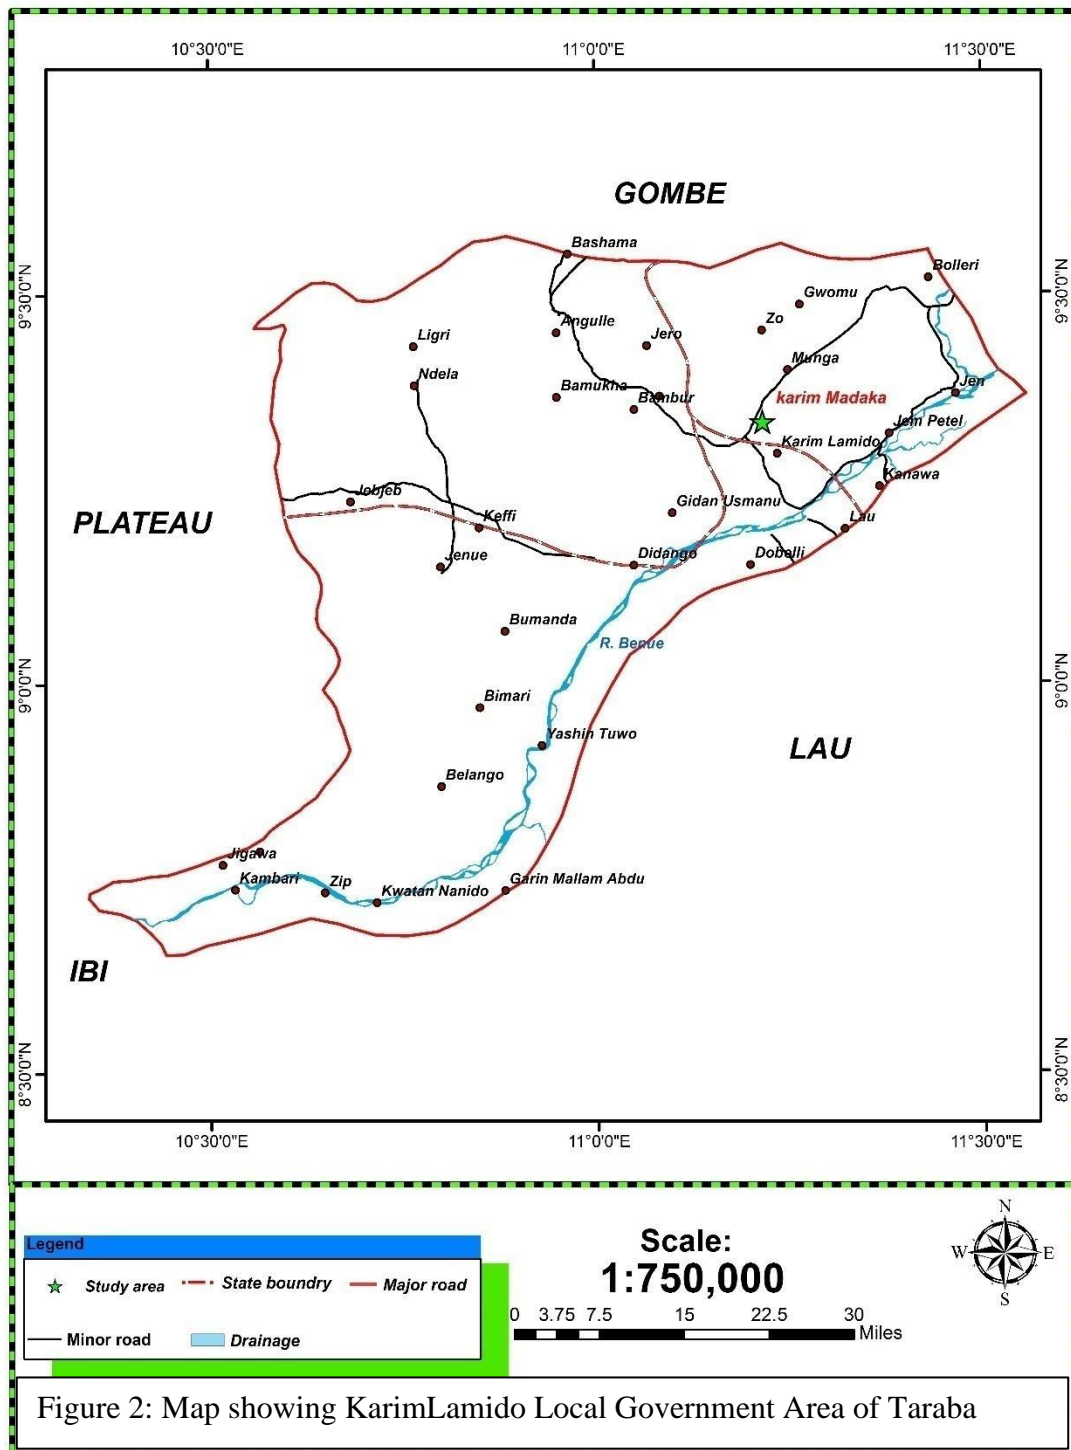 10°30'0"E
11°0'0"E
11°30'0"E
GOMBE
Bashama
Bolleri
9°30'0"N
9°30'0"N
Gwomu
Angulle
Zo
Jero
Ligri
Munga
Ndela
Jen
Bamukha
Bambur
karim Madaka
Jem Petel
Karim Lamido
Kanawa
Jebjeb
Gidan Usmanu
PLATEAU
Keffi
Lau
Jenue
Didango
Dobelli
Bumanda
R. Benue
9°0'0"N
9°0'0"N
Bimari
Yashin Tuwo
LAU
Belango
Jigawa
Kambari
Zip
Kwatan Nanido
Garin Mallam Abdu
IBI
8°30'0"N
8°30'0"N
10°30'0"E
11°0'0"E
11°30'0"E
Legend
Study area
State boundry
Major road
Minor road
Drainage
Scale:
1:750,000
0 3.75 7.5 15 22.5 30
Miles
N
W
E
S
Figure 2: Map showing KarimLamido Local Government Area of Taraba